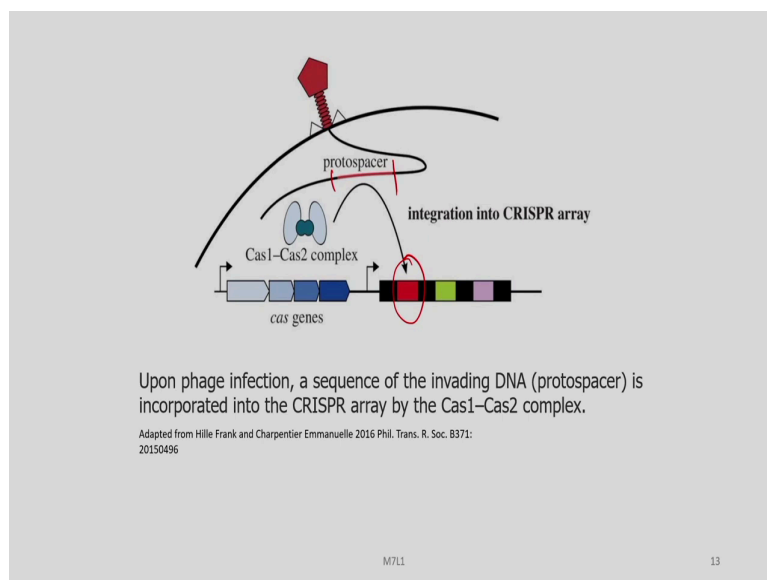 protospacer
integration into CRISPR array
Cas1–Cas2 complex
cas genes
Upon phage infection, a sequence of the invading DNA (protospacer) is
incorporated into the CRISPR array by the Cas1–Cas2 complex.
Adapted from Hille Frank and Charpentier Emmanuelle 2016 Phil. Trans. R. Soc. B371:
20150496
M7L1
13